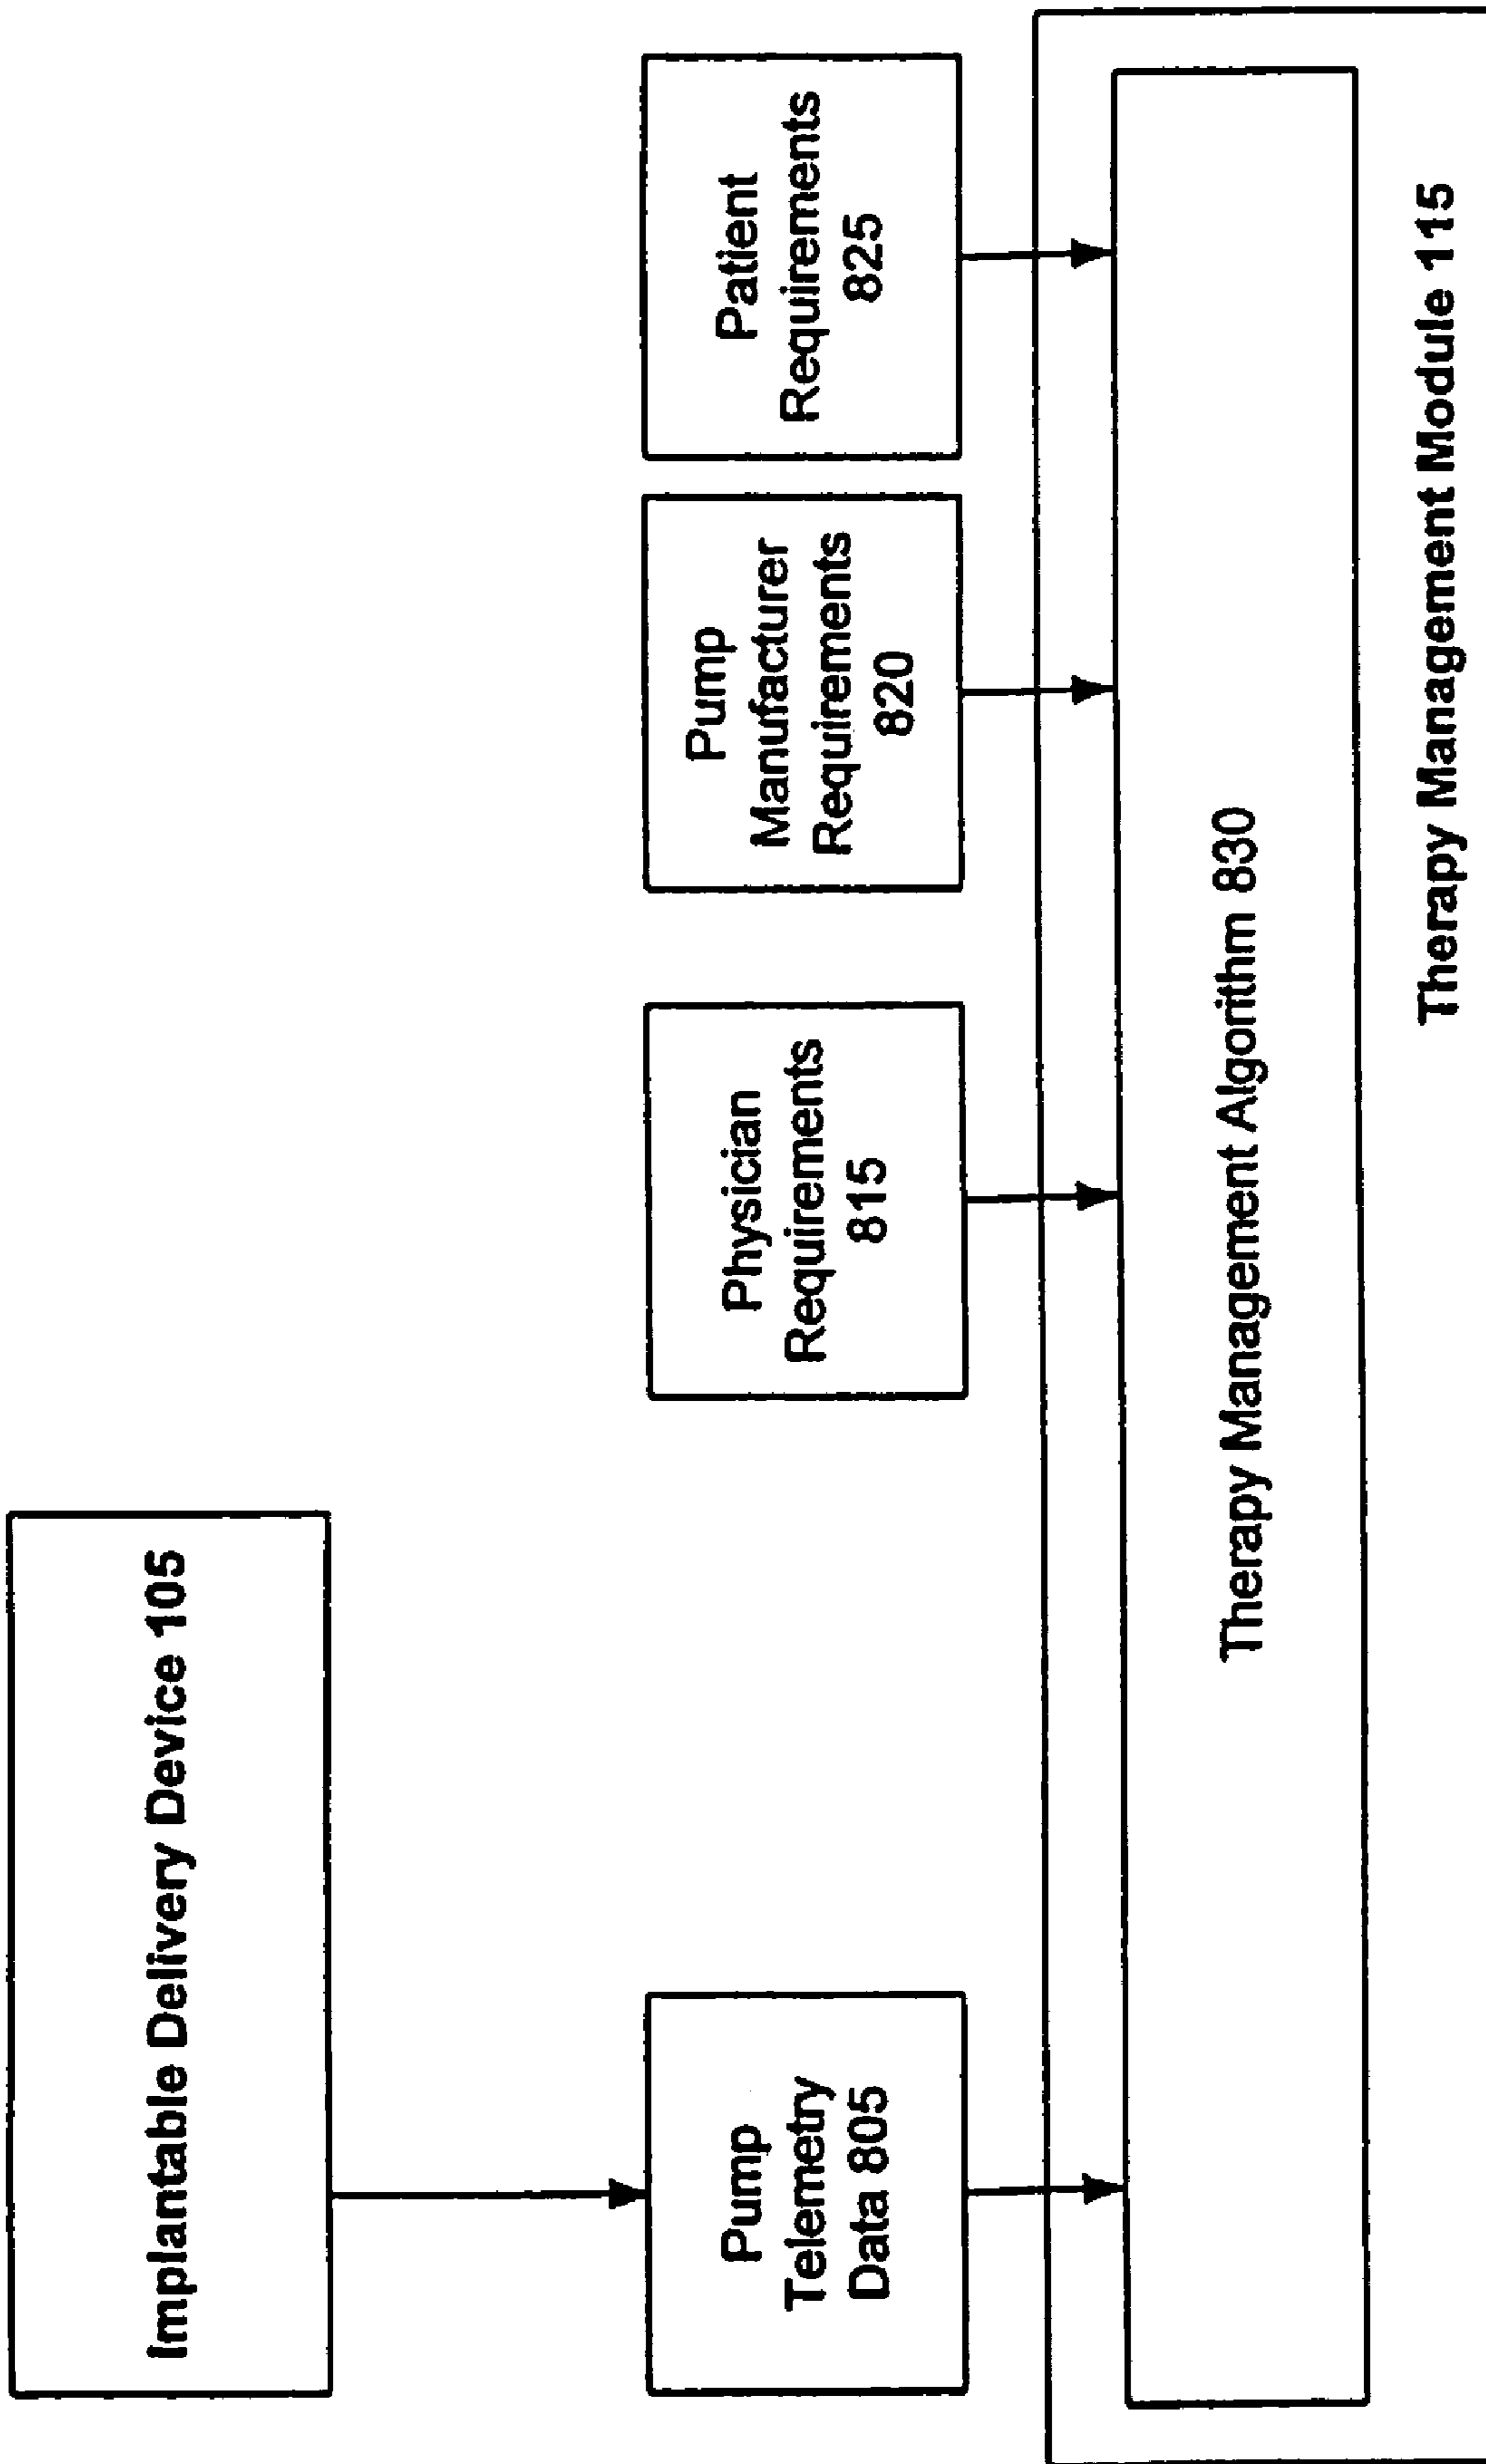 Implantable Delivery Device 105
Pump
Telemetry
Data 805
Physician
Requirements
815
Pump
Manufacturer
Requirements
820
Patient
Requirements
825
Therapy Management Algorithm 830
Therapy Management Module 115